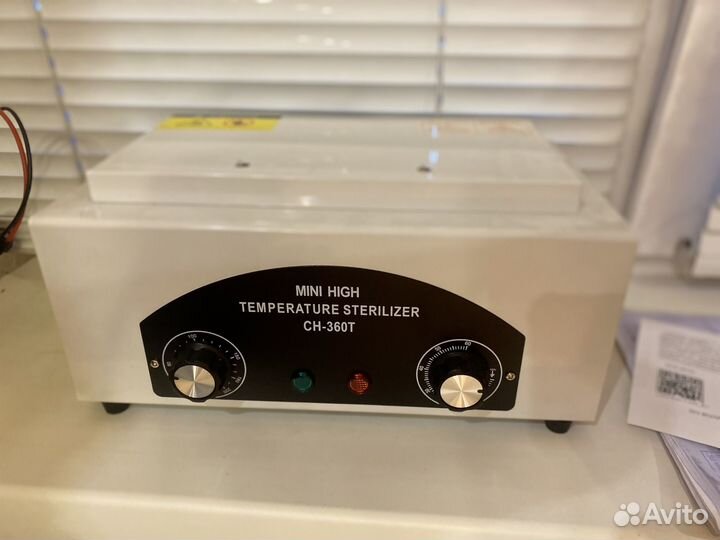 MINI HIGH
TEMPERATURE STERILIZER
CH-360T
Avito